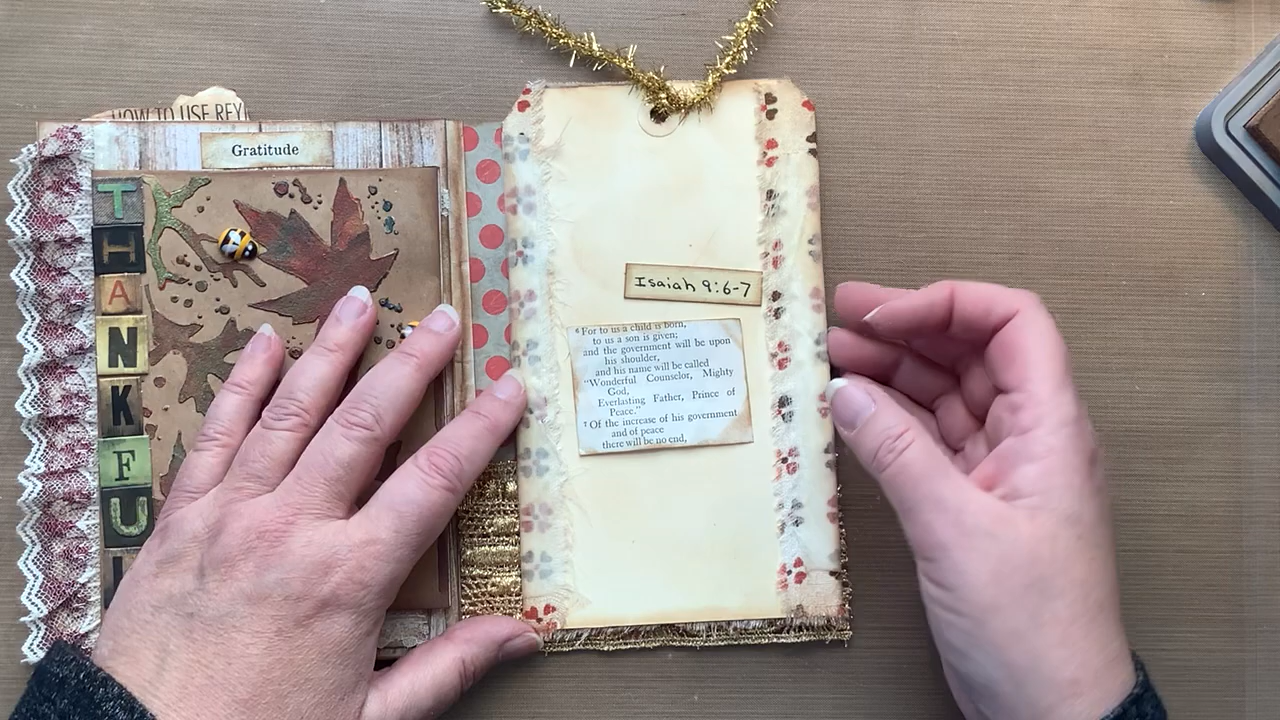 HOW TO USE REY
Gratitude
T
H
A
N
K
F
U
Isaiah 9:6-7
6 For to us a child is born,
to us a son is given;
and the government will be upon
his shoulder,
and his name will be called
“Wonderful Counselor, Mighty
God,
Everlasting Father, Prince of
Peace.”
7 Of the increase of his government
and of peace
there will be no end,